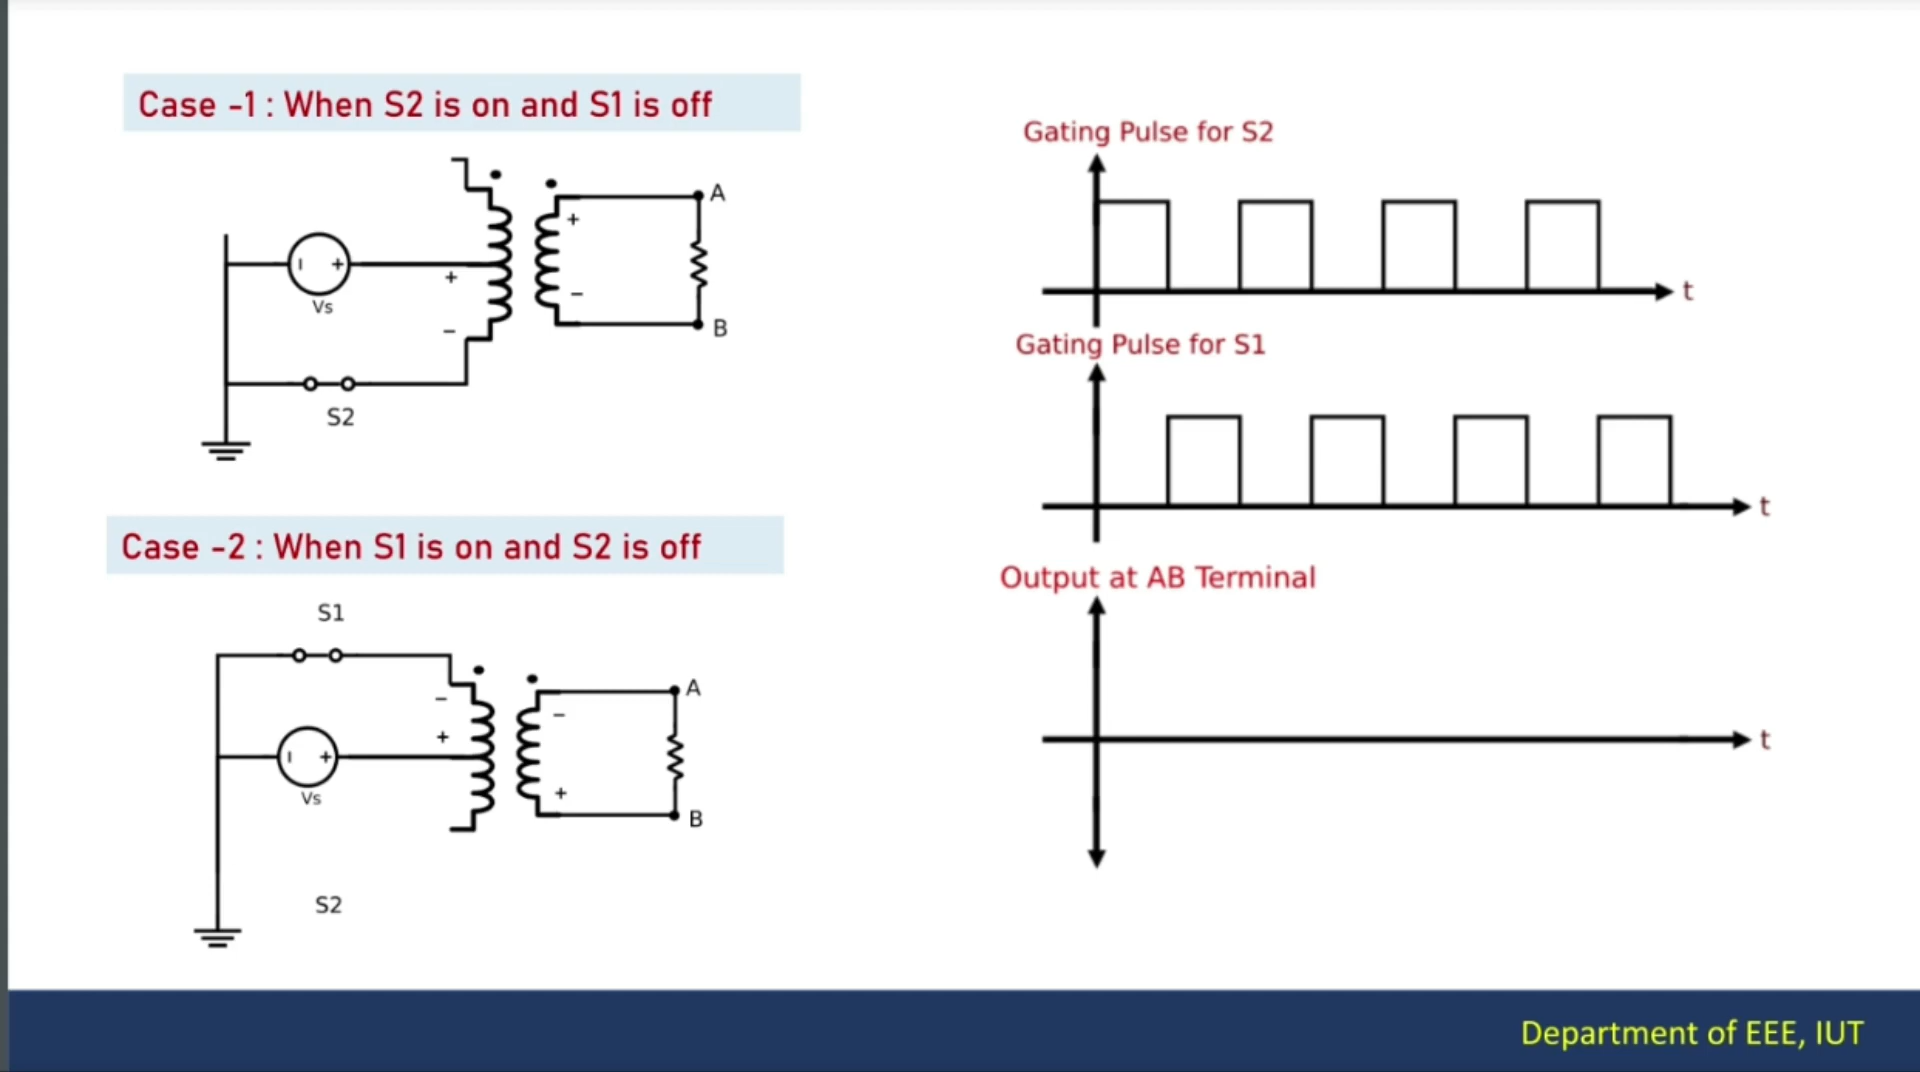 Case -1 : When S2 is on and S1 is off
A
+
- +
Vs
+
-
-
B
S2
Case -2 : When S1 is on and S2 is off
S1
A
-
-
+
- +
Vs
+
B
S2
Gating Pulse for S2
t
Gating Pulse for S1
t
Output at AB Terminal
t
Department of EEE, IUT